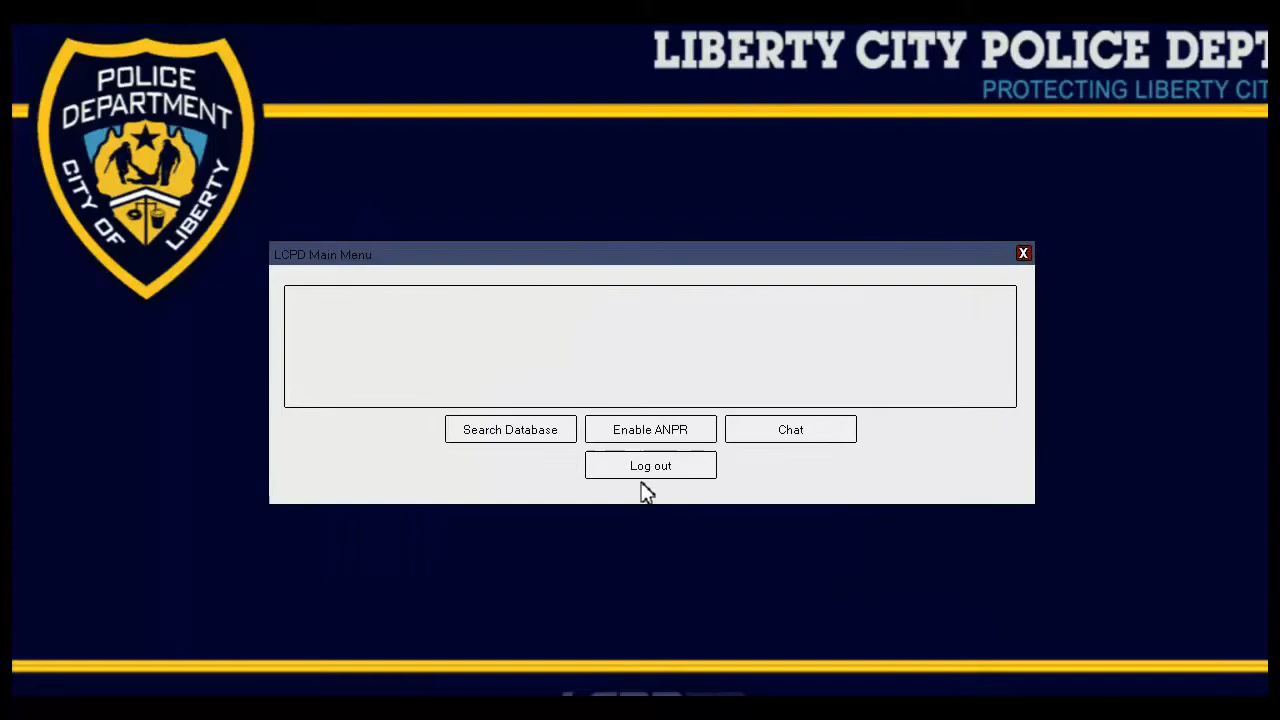 LIBERTY CITY POLICE DEPT
PROTECTING LIBERTY CIT
POLICE
DEPARTMENT
CITY OF LIBERTY
LCPD Main Menu
X
Search Database
Enable ANPR
Chat
Log out